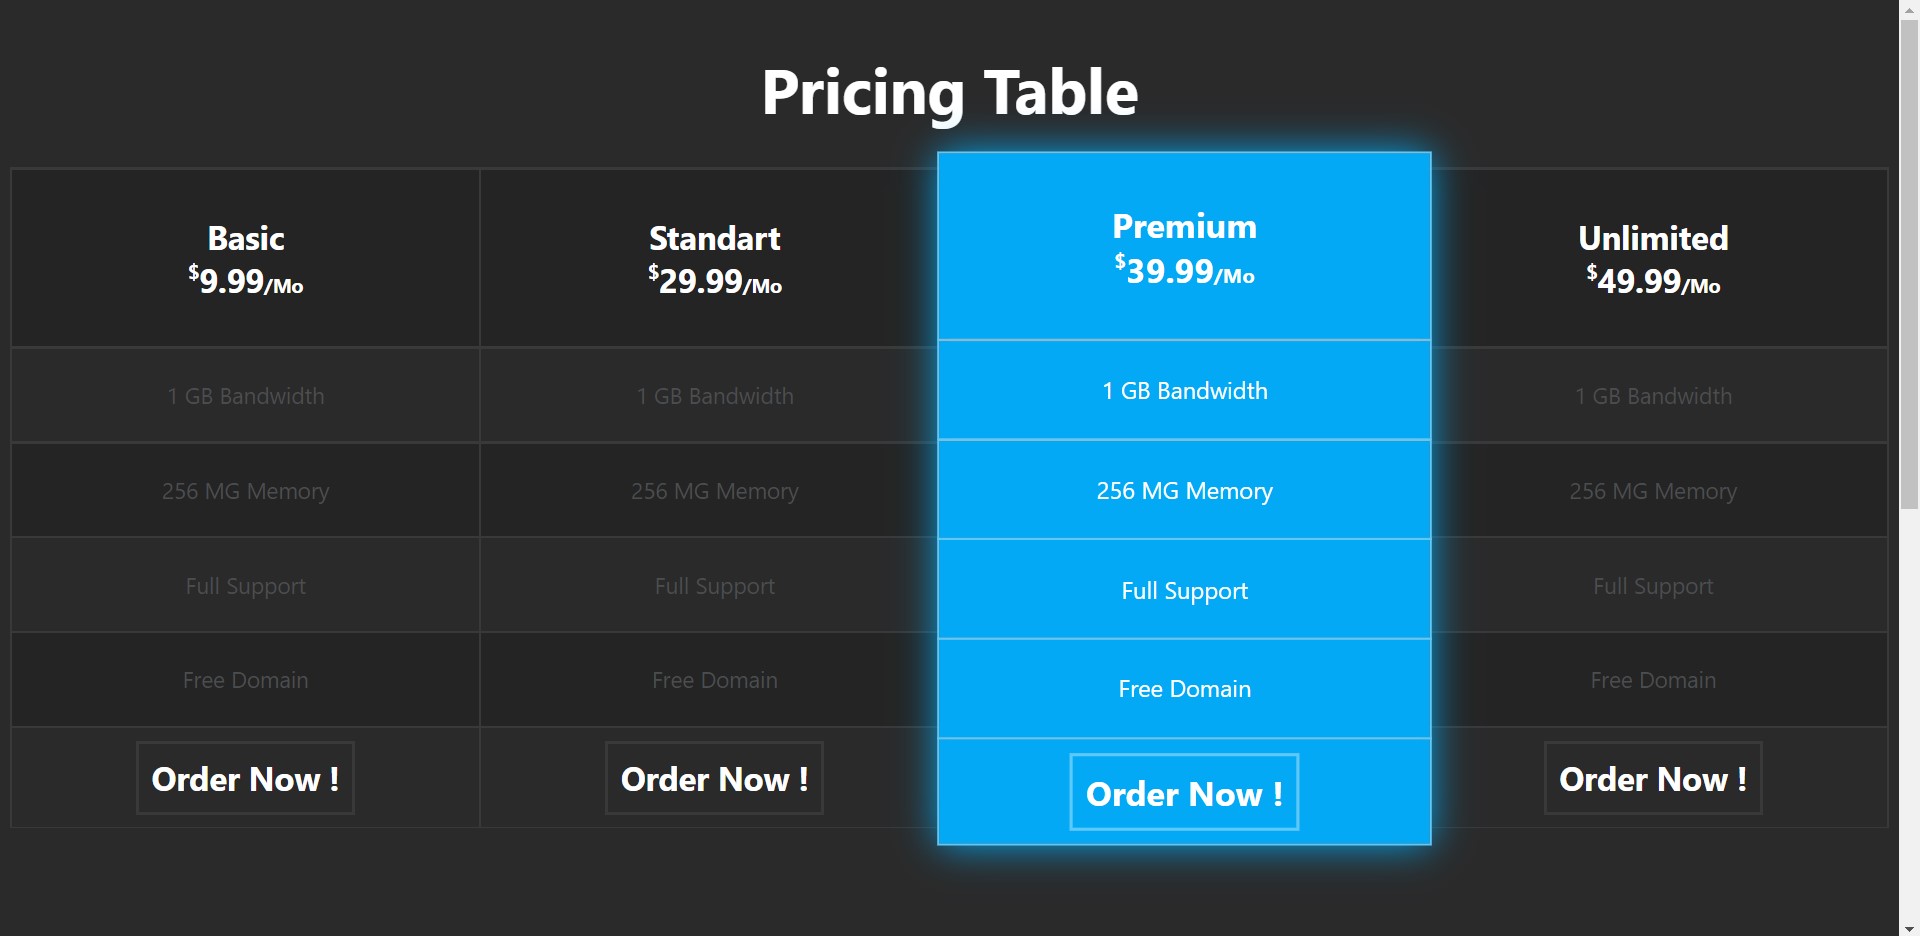 Pricing Table
Basic
$9.99/Mo
1 GB Bandwidth
256 MG Memory
Full Support
Free Domain
Order Now !
Standart
$29.99/Mo
1 GB Bandwidth
256 MG Memory
Full Support
Free Domain
Order Now !
Premium
$39.99/Mo
1 GB Bandwidth
256 MG Memory
Full Support
Free Domain
Order Now !
Unlimited
$49.99/Mo
1 GB Bandwidth
256 MG Memory
Full Support
Free Domain
Order Now !